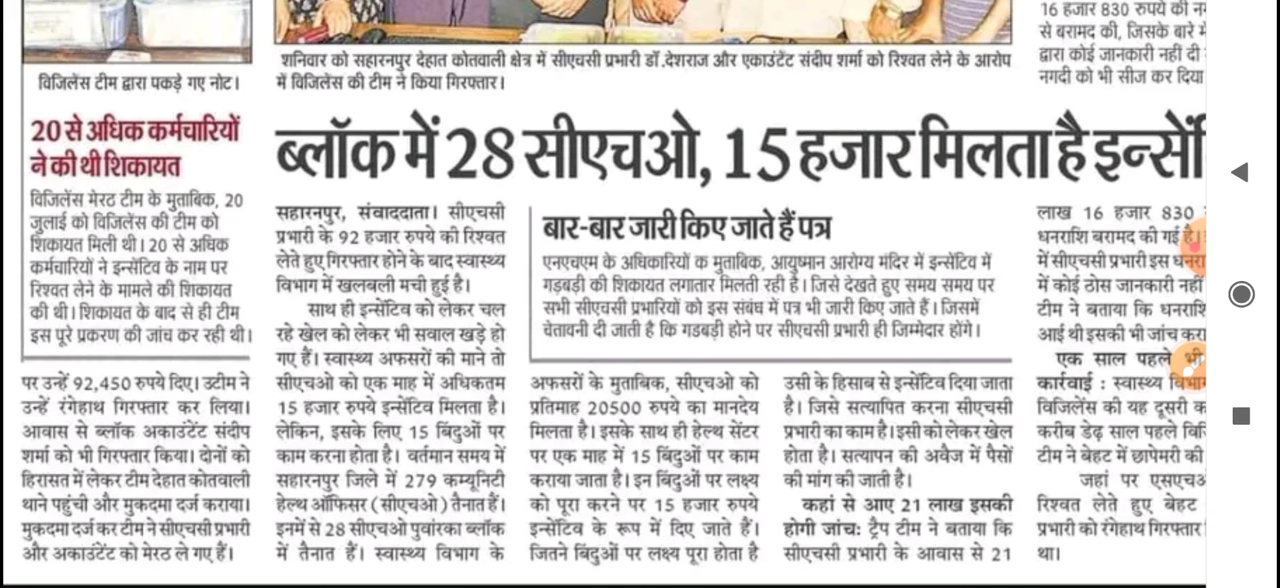 विजिलेंस टीम द्वारा पकड़े गए नोट।
शनिवार को सहारनपुर देहात कोतवाली क्षेत्र में सीएचसी प्रभारी डॉ.देशराज और एकाउंटेंट संदीप शर्मा को रिश्वत लेने के आरोप
में विजिलेंस की टीम ने किया गिरफ्तार।
16 हजार 830 रुपये की
से बरामद की, जिसके बारे
द्वारा कोई जानकारी नहीं दी
नगदी को भी सीज कर दिया
20 से अधिक कर्मचारियों
ने की थी शिकायत
विजिलेंस मेरठ टीम के मुताबिक, 20
जुलाई को विजिलेंस की टीम को
शिकायत मिली थी। 20 से अधिक
कर्मचारियों ने इन्सेंटिव के नाम पर
रिश्वत लेने के मामले की शिकायत
की थी। शिकायत के बाद से ही टीम
इस पूरे प्रकरण की जांच कर रही थी।
पर उन्हें 92,450 रुपये दिए। उटीम ने
उन्हें रंगेहाथ गिरफ्तार कर लिया।
आवास से ब्लॉक अकाउंटेंट संदीप
शर्मा को भी गिरफ्तार किया। दोनों को
हिरासत में लेकर टीम देहात कोतवाली
थाने पहुंची और मुकदमा दर्ज कराया।
मुकदमा दर्ज कर टीम ने सीएचसी प्रभारी
और अकाउंटेंट को मेरठ ले गए हैं।
ब्लॉक में 28 सीएचओ, 15 हजार मिलता है इन्सें
सहारनपुर, संवाददाता। सीएचसी
प्रभारी के 92 हजार रुपये की रिश्वत
लेते हुए गिरफ्तार होने के बाद स्वास्थ्य
विभाग में खलबली मची हुई है।
साथ ही इन्सेंटिव को लेकर चल
रहे खेल को लेकर भी सवाल खड़े हो
गए हैं। स्वास्थ्य अफसरों की माने तो
सीएचओ को एक माह में अधिकतम
15 हजार रुपये इन्सेंटिव मिलता है।
लेकिन, इसके लिए 15 बिंदुओं पर
काम करना होता है। वर्तमान समय में
सहारनपुर जिले में 279 कम्यूनिटी
हेल्थ ऑफिसर (सीएचओ) तैनात हैं।
इनमें से 28 सीएचओ पुवांरका ब्लॉक
में तैनात हैं। स्वास्थ्य विभाग के
बार-बार जारी किए जाते हैं पत्र
एनएचएम के अधिकारियों क मुताबिक, आयुष्मान आरोग्य मंदिर में इन्सेंटिव में
गड़बड़ी की शिकायत लगातार मिलती रही है। जिसे देखते हुए समय समय पर
सभी सीएचसी प्रभारियों को इस संबंध में पत्र भी जारी किए जाते हैं। जिसमें
चेतावनी दी जाती है कि गडबड़ी होने पर सीएचसी प्रभारी ही जिम्मेदार होंगे।
अफसरों के मुताबिक, सीएचओ को
प्रतिमाह 20500 रुपये का मानदेय
मिलता है। इसके साथ ही हेल्थ सेंटर
पर एक माह में 15 बिंदुओं पर काम
कराया जाता है। इन बिंदुओं पर लक्ष्य
को पूरा करने पर 15 हजार रुपये
इन्सेंटिव के रूप में दिए जाते हैं।
जितने बिंदुओं पर लक्ष्य पूरा होता है
उसी के हिसाब से इन्सेंटिव दिया जाता
है। जिसे सत्यापित करना सीएचसी
प्रभारी का काम है। इसी को लेकर खेल
होता है। सत्यापन की अवैज में पैसों
की मांग की जाती है।
कहां से आए 21 लाख इसकी
होगी जांच: ट्रैप टीम ने बताया कि
सीएचसी प्रभारी के आवास से 21
लाख 16 हजार 830
धनराशि बरामद की गई है।
में सीएचसी प्रभारी इस
में कोई ठोस जानकारी नहीं
टीम ने बताया कि धनराशि
आई थी इसकी भी जांच
एक साल पहले भी
कार्रवाई : स्वास्थ्य
विजिलेंस की यह दूसरी
करीब डेढ़ साल पहले
टीम ने बेहट में छापेमरी की
जहां पर
रिश्वत लेते हुए बेहट
प्रभारी को रंगेहाथ गिरफ्तार
था।